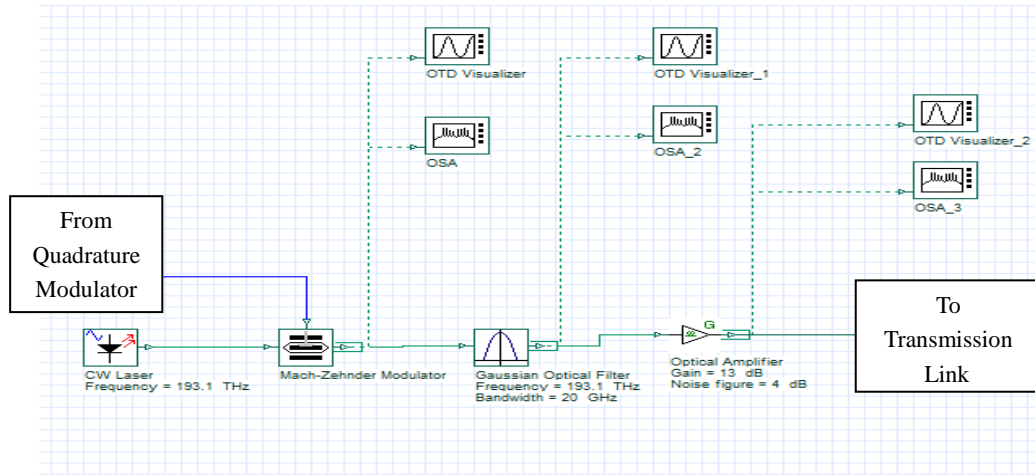 OTD Visualizer
OTD Visualizer_1
OSA
OSA_2
OTD Visualizer_2
OSA_3
From
Quadrature
Modulator
CW Laser
Frequency = 193.1 THz
Mach-Zehnder Modulator
Gaussian Optical Filter
Frequency = 193.1 THz
Bandwidth = 20 GHz
G
Optical Amplifier
Gain = 13 dB
Noise figure = 4 dB
To
Transmission
Link